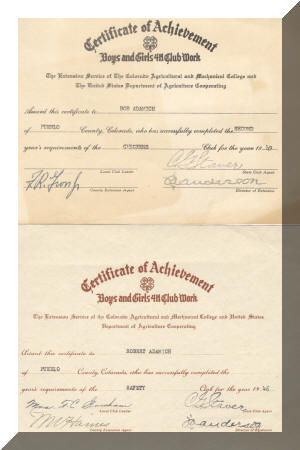 Certificate of Achievement
Boys and Girls 4H Club Work
The Extension Service of The Colorado Agricultural and Mechanical College and
The United States Department of Agriculture Cooperating
Award this certificate to BOB ADAMICH
of PUEBLO County, Colorado, who has successfully completed the SECOND
year's requirements of the CHICKENS Club for the year 19
Local Club Leader
State Club Agent
County Extension Agent
Director of Extension
Certificate of Achievement
Boys and Girls 4H Club Work
The Extension Service of the Colorado Agricultural and Mechanical College and United States
Department of Agriculture Cooperating
Award this certificate to ROBERT ADAMICH
of PUEBLO County, Colorado, who has successfully completed the
year's requirements of the SAFETY Club for the year 19
Mrs. F.C.
Local Club Leader
State Club Agent
County Extension Agent
Director of Extension